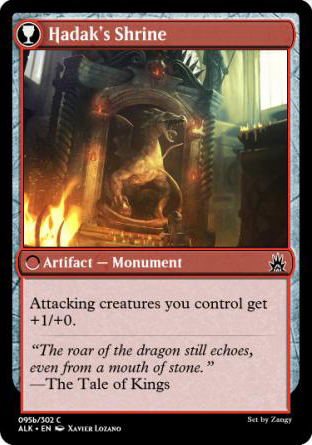 Hadak's Shrine
Artifact — Monument
Attacking creatures you control get
+1/+0.
“The roar of the dragon still echoes,
even from a mouth of stone.”
—The Tale of Kings
095b/302 C
ALK • EN XAVIER LOZANO
Set by Zangy